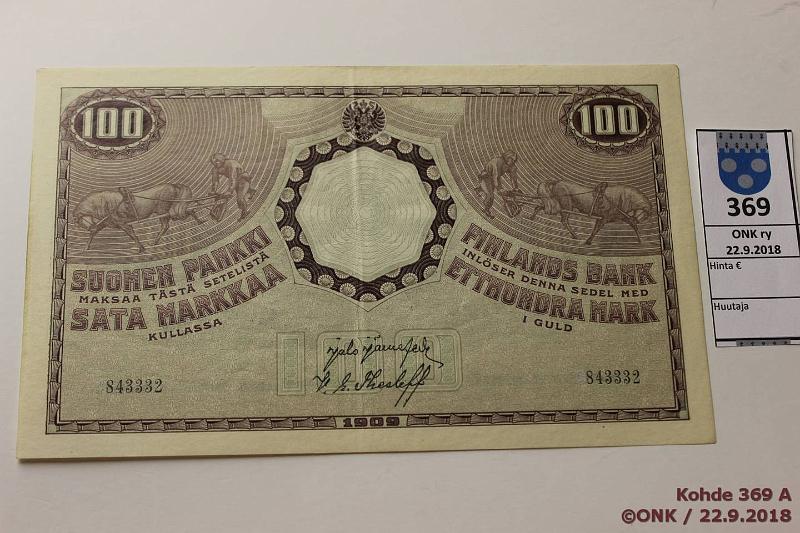 100
100
SUOMEN PANKKI
MAKSAA TÄSTÄ SETELISTÄ
SATA MARKKAA
KULLASSA
FINLANDS BANK
INLÖSER DENNA SEDEL MED
ETTHUNDRA MARK
I GULD
100
843332
843332
1909
369
ONK ry
22.9.2018
Hinta €
Huutaja
Kohde 369 A
©ONK / 22.9.2018